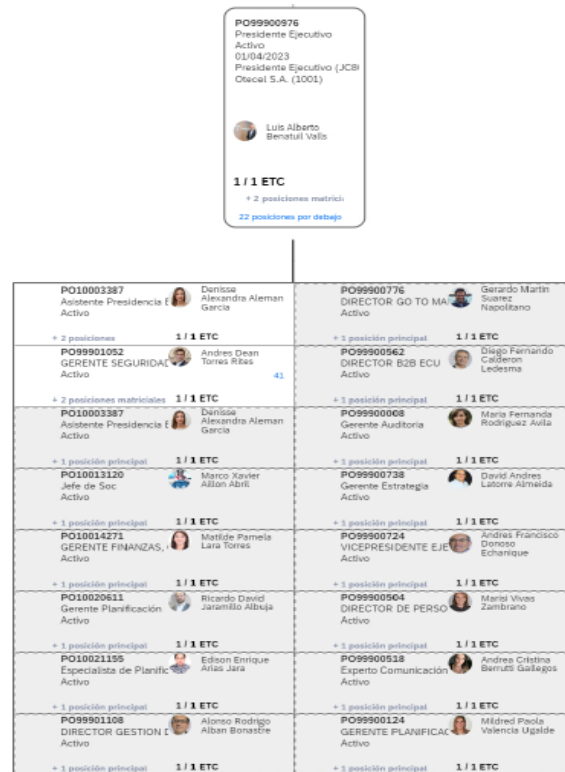 PO99900976
Presidente Ejecutivo
Activo
01/04/2023
Presidente Ejecutivo (JC8
Otecel S.A. (1001)
Luis Alberto
Benatuil Valls
1 / 1 ETC
+ 2 posiciones matrici
22 posiciones por debajo
PO10003387
Asistente Presidencia E
Activo
Denisse
Alexandra Aleman
Garcia
+ 2 posiciones
1 / 1 ETC
PO99900776
DIRECTOR GO TO MA
Activo
Gerardo Martin
Suarez
Napolitano
+ 1 posición principal
1 / 1 ETC
PO99901052
GERENTE SEGURIDAD
Activo
Andres Dean
Torres Rites
41
+ 2 posiciones matriciales
1 / 1 ETC
PO99900562
DIRECTOR B2B ECU
Activo
Diego Fernando
Calderon
Ledesma
+ 1 posición principal
1 / 1 ETC
PO10003387
Asistente Presidencia E
Activo
Denisse
Alexandra Aleman
Garcia
+ 1 posición principal
1 / 1 ETC
PO99900008
Gerente Auditoria
Activo
Maria Fernanda
Rodriguez Avila
+ 1 posición principal
1 / 1 ETC
PO10013120
Jefe de Soc
Activo
Marco Xavier
Aillon Abril
+ 1 posición principal
1 / 1 ETC
PO99900738
Gerente Estrategia
Activo
David Andres
Latorre Almeida
+ 1 posición principal
1 / 1 ETC
PO10014271
GERENTE FINANZAS,
Activo
Matilde Pamela
Lara Torres
+ 1 posición principal
1 / 1 ETC
PO99900724
VICEPRESIDENTE EJE
Activo
Andres Francisco
Donoso
Echanique
+ 1 posición principal
1 / 1 ETC
PO10020611
Gerente Planificación
Activo
Ricardo David
Jaramillo Albuja
+ 1 posición principal
1 / 1 ETC
PO99900504
DIRECTOR DE PERSO
Activo
Marisi Vivas
Zambrano
+ 1 posición principal
1 / 1 ETC
PO10021155
Especialista de Planific
Activo
Edison Enrique
Arias Jara
+ 1 posición principal
1 / 1 ETC
PO99900518
Experto Comunicación
Activo
Andrea Cristina
Berrutti Gallegos
+ 1 posición principal
1 / 1 ETC
PO99901108
DIRECTOR GESTION D
Activo
Alonso Rodrigo
Alban Bonastre
+ 1 posición principal
1 / 1 ETC
PO99900124
GERENTE PLANIFICAC
Activo
Mildred Paola
Valencia Ugalde
+ 1 posición principal
1 / 1 ETC